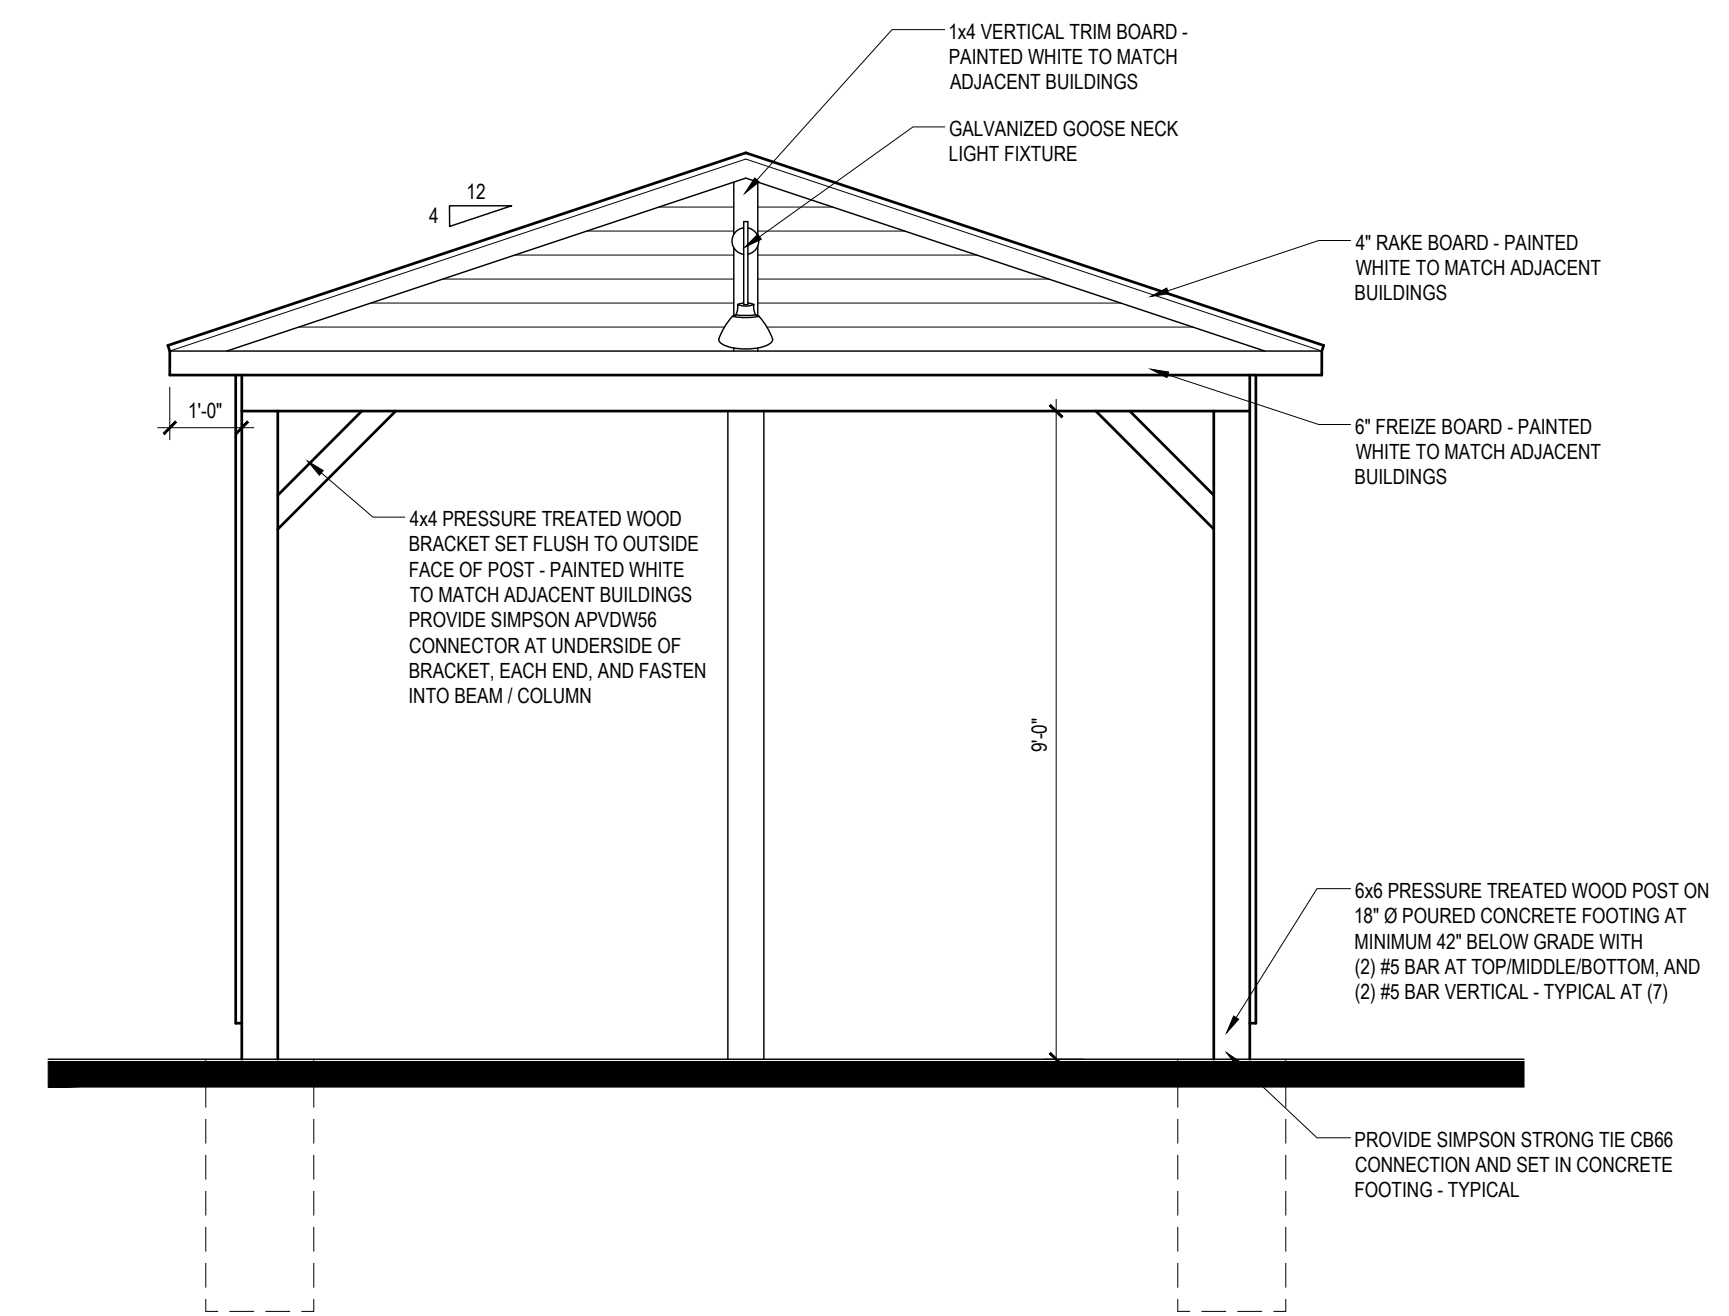 1x4 VERTICAL TRIM BOARD -
PAINTED WHITE TO MATCH
ADJACENT BUILDINGS
GALVANIZED GOOSE NECK
LIGHT FIXTURE
12
4
4" RAKE BOARD - PAINTED
WHITE TO MATCH ADJACENT
BUILDINGS
1'-0"
6" FREIZE BOARD - PAINTED
WHITE TO MATCH ADJACENT
BUILDINGS
4x4 PRESSURE TREATED WOOD
BRACKET SET FLUSH TO OUTSIDE
FACE OF POST - PAINTED WHITE
TO MATCH ADJACENT BUILDINGS
PROVIDE SIMPSON APVDW56
CONNECTOR AT UNDERSIDE OF
BRACKET, EACH END, AND FASTEN
INTO BEAM / COLUMN
9'-0"
6x6 PRESSURE TREATED WOOD POST ON
18" Ø POURED CONCRETE FOOTING AT
MINIMUM 42" BELOW GRADE WITH
(2) #5 BAR AT TOP/MIDDLE/BOTTOM, AND
(2) #5 BAR VERTICAL - TYPICAL AT (7)
PROVIDE SIMPSON STRONG TIE CB66
CONNECTION AND SET IN CONCRETE
FOOTING - TYPICAL